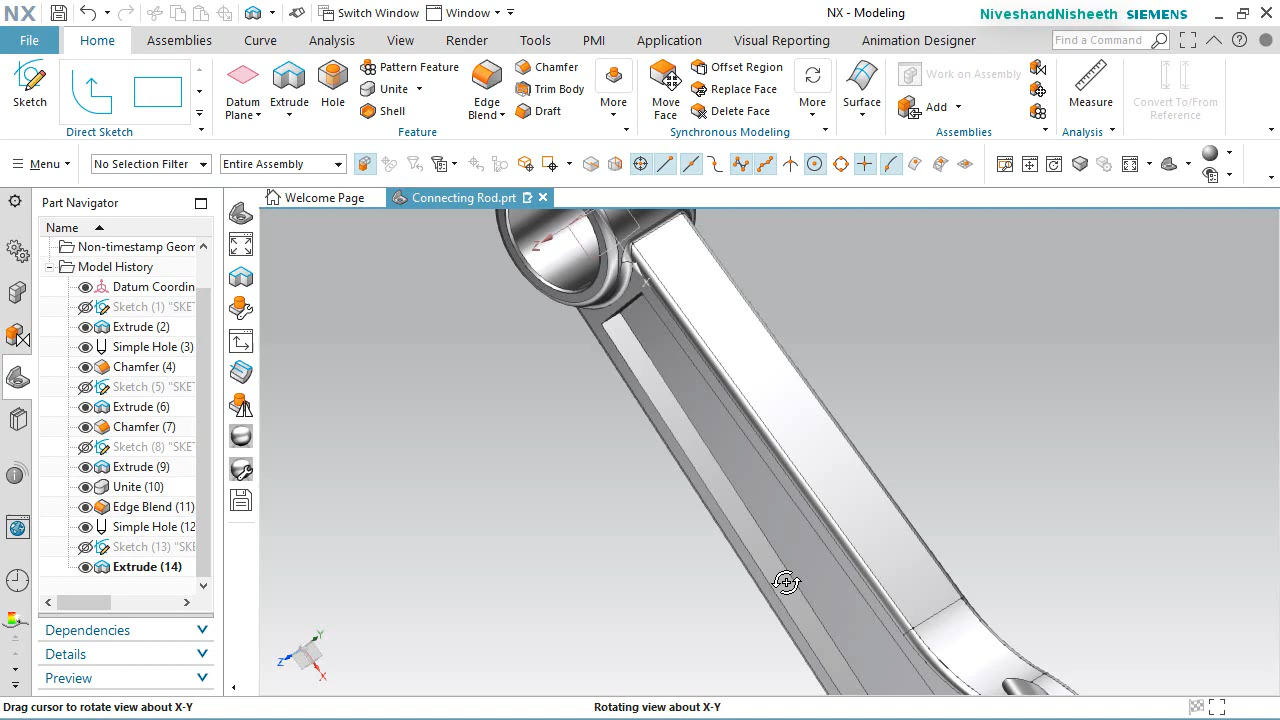 NX
Switch Window
Window
NX - Modeling
NiveshandNisheeth SIEMENS
File
Home
Assemblies
Curve
Analysis
View
Render
Tools
PMI
Application
Visual Reporting
Animation Designer
Find a Command
Sketch
Direct Sketch
Datum Plane
Extrude
Hole
Pattern Feature
Unite
Shell
Edge Blend
Chamfer
Trim Body
Draft
More
Feature
Move Face
Offset Region
Replace Face
Delete Face
More
Synchronous Modeling
Surface
Work on Assembly
Add
Assemblies
Measure
Analysis
Convert To/From Reference
Menu
No Selection Filter
Entire Assembly
Part Navigator
Welcome Page
Connecting Rod.prt
Name
Non-timestamp Geom
Model History
Datum Coordin
Sketch (1) "SKE
Extrude (2)
Simple Hole (3)
Chamfer (4)
Sketch (5) "SKE
Extrude (6)
Chamfer (7)
Sketch (8) "SKE
Extrude (9)
Unite (10)
Edge Blend (11)
Simple Hole (12
Sketch (13) "SKE
Extrude (14)
Dependencies
Details
Preview
Z
X
Y
Z
X
Drag cursor to rotate view about X-Y
Rotating view about X-Y